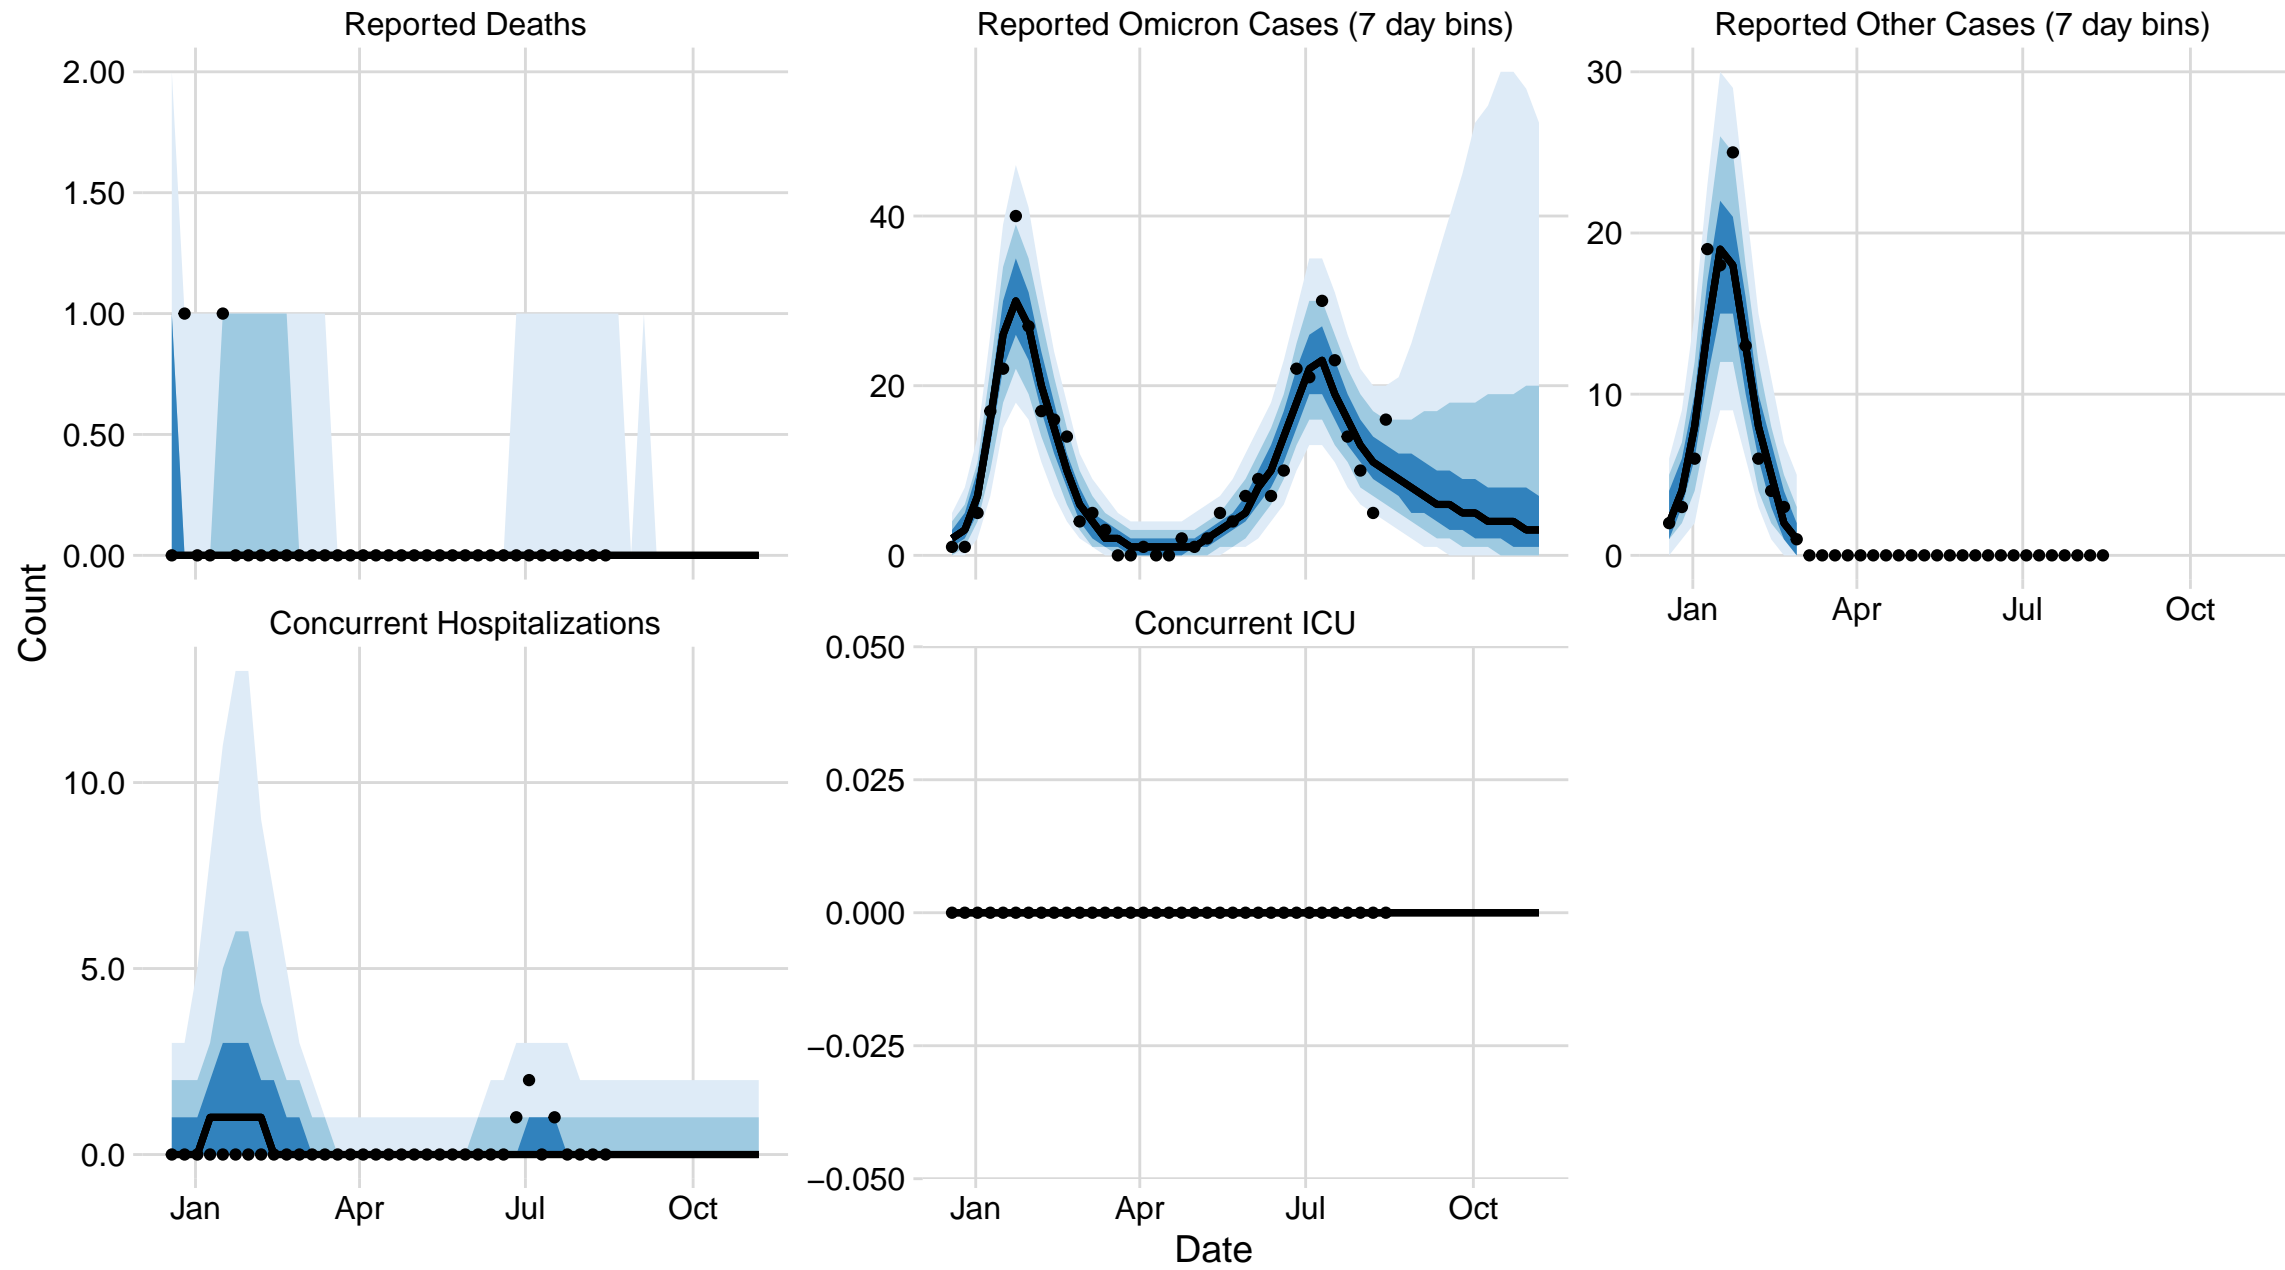 Reported Deaths
Reported Omicron Cases (7 day bins)
Reported Other Cases (7 day bins)
2.00
1.50
1.00
0.50
0.00
40
20
0
30
20
10
0
Jan Apr Jul Oct
Count
Concurrent Hospitalizations
Concurrent ICU
10.0
5.0
0.0
Jan Apr Jul Oct
0.050
0.025
0.000
−0.025
−0.050
Jan Apr Jul Oct
Date